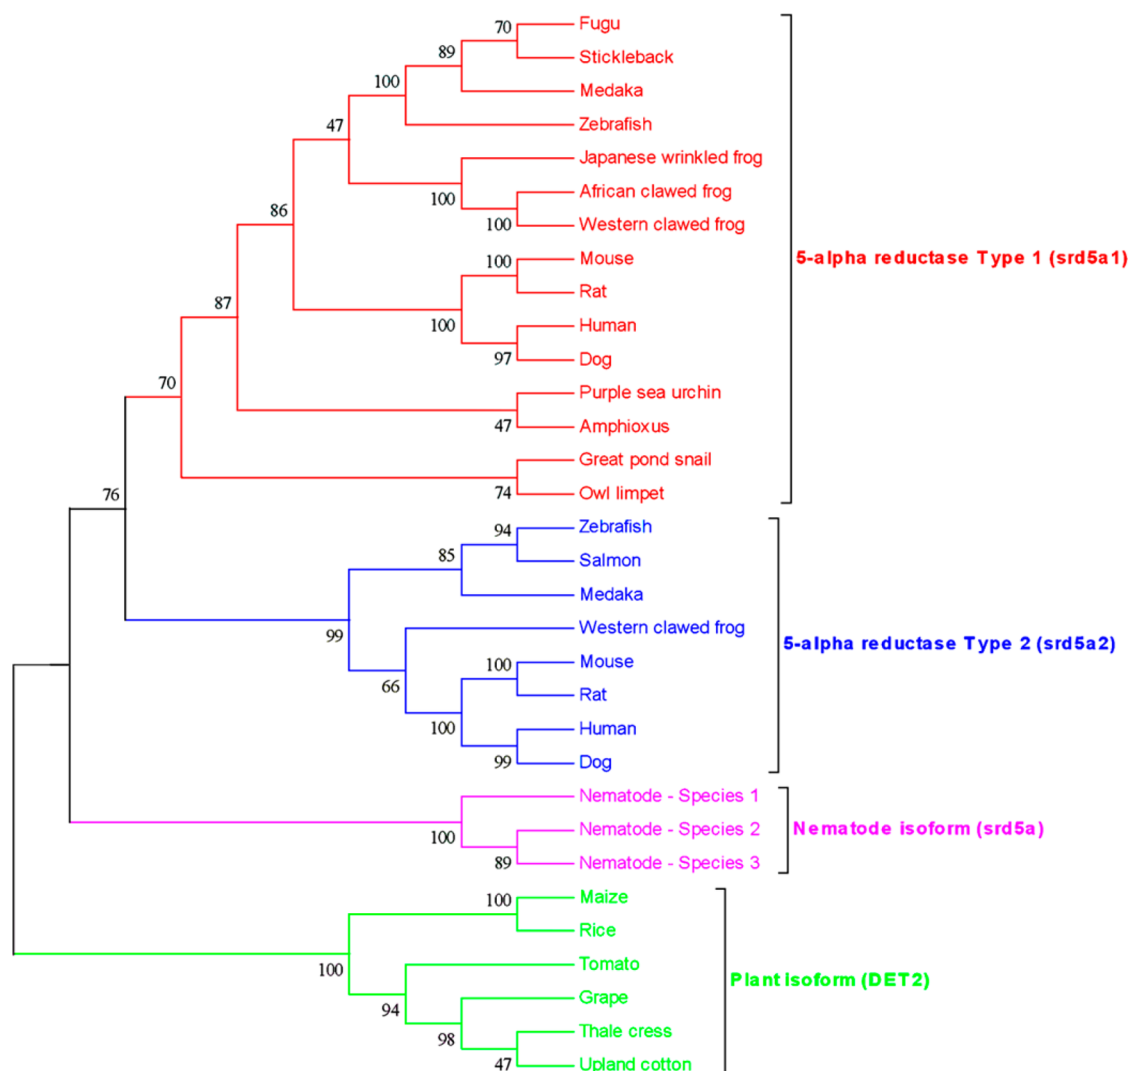 Fugu
70
Stickleback
89
Medaka
100
Zebrafish
47
Japanese wrinkled frog
African clawed frog
100
Western clawed frog
100
86
Mouse
100
5-alpha reductase Type 1 (srd5a1)
Rat
87
Human
100
Dog
97
70
Purple sea urchin
Amphioxus
47
Great pond snail
Owl limpet
74
76
Zebrafish
94
Salmon
85
Medaka
Western clawed frog
99
5-alpha reductase Type 2 (srd5a2)
Mouse
100
Rat
66
Human
100
Dog
99
Nematode - Species 1
Nematode - Species 2
Nematode isoform (srd5a)
100
Nematode - Species 3
89
Maize
100
Rice
Tomato
100
Plant isoform (DET2)
Grape
94
Thale cress
98
Upland cotton
47